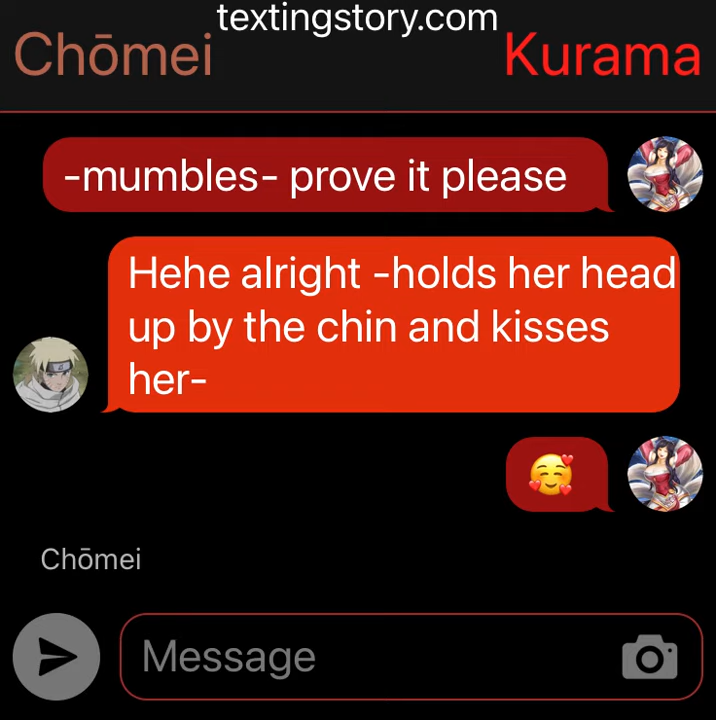 textingstory.com
Chōmei Kurama
-mumbles- prove it please
Hehe alright -holds her head
up by the chin and kisses
her-
🥰
Chōmei
Message